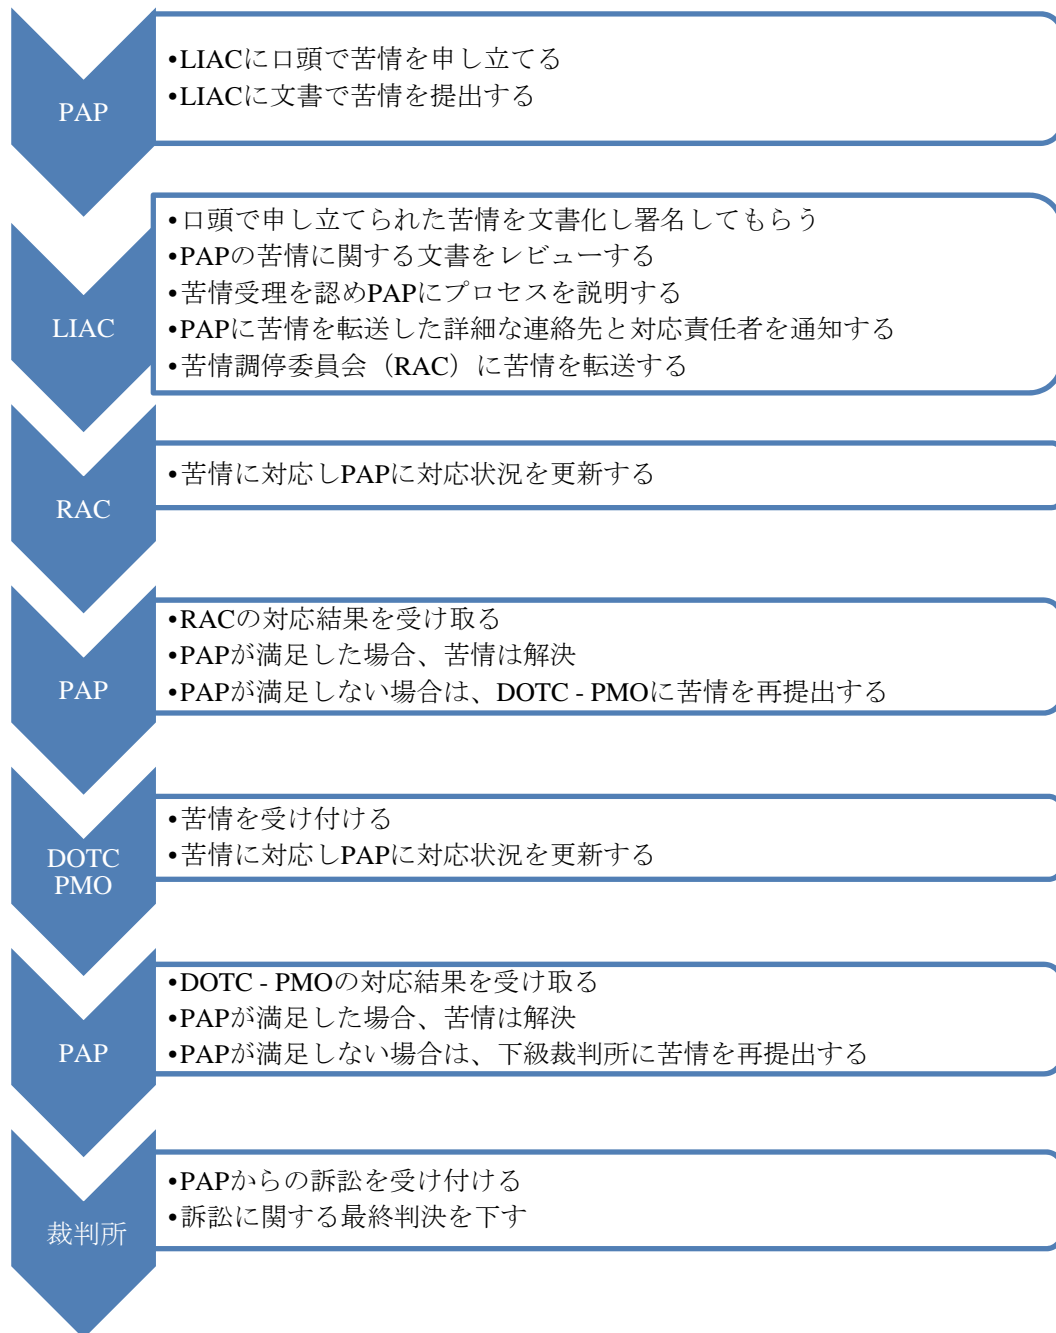 PAP
•LIACに口頭で苦情を申し立てる
•LIACに文書で苦情を提出する
LIAC
•口頭で申し立てられた苦情を文書化し署名してもらう
•PAPの苦情に関する文書をレビューする
•苦情受理を認めPAPにプロセスを説明する
•PAPに苦情を転送した詳細な連絡先と対応責任者を通知する
•苦情調停委員会（RAC）に苦情を転送する
RAC
•苦情に対応しPAPに対応状況を更新する
PAP
•RACの対応結果を受け取る
•PAPが満足した場合、苦情は解決
•PAPが満足しない場合は、DOTC - PMOに苦情を再提出する
DOTC
PMO
•苦情を受け付ける
•苦情に対応しPAPに対応状況を更新する
PAP
•DOTC - PMOの対応結果を受け取る
•PAPが満足した場合、苦情は解決
•PAPが満足しない場合は、下級裁判所に苦情を再提出する
裁判所
•PAPからの訴訟を受け付ける
•訴訟に関する最終判決を下す